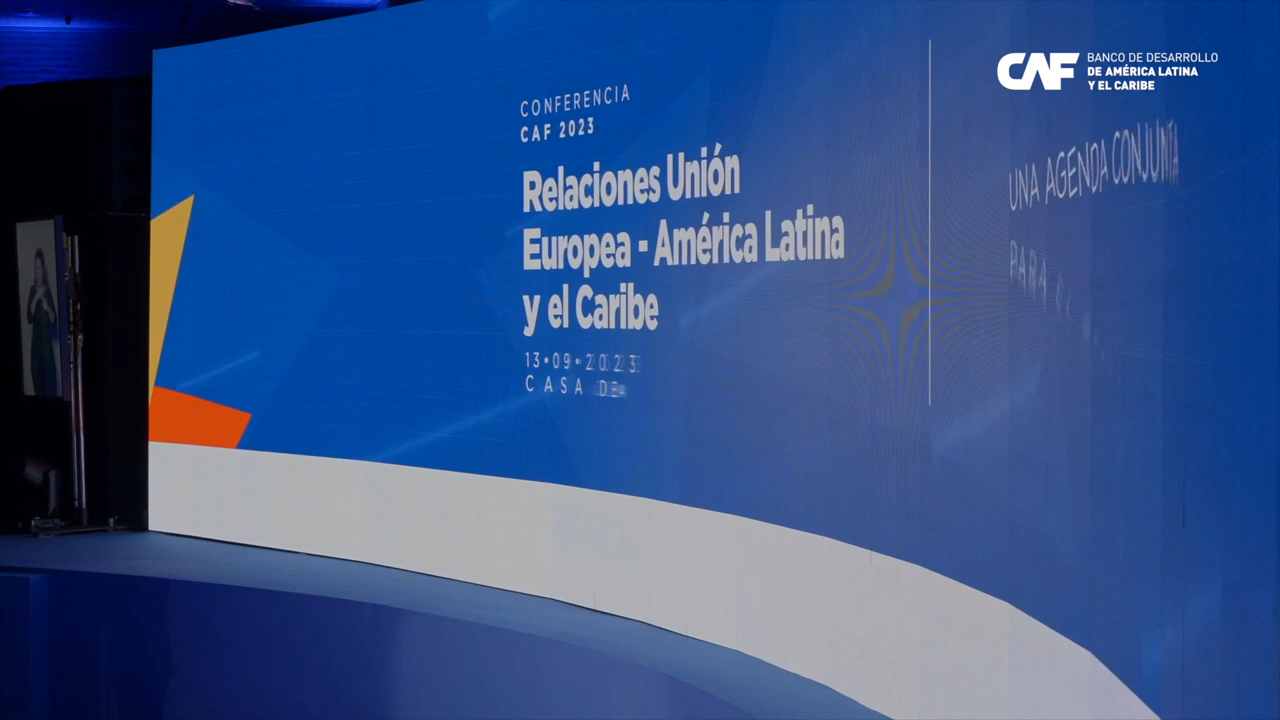 CONFERENCIA
CAF 2023
Relaciones Unión
Europea - América Latina
y el Caribe
13•09•2023
CASA DE
CAF BANCO DE DESARROLLO
DE AMÉRICA LATINA
Y EL CARIBE
UNA AGENDA CONJUNTA
PARA